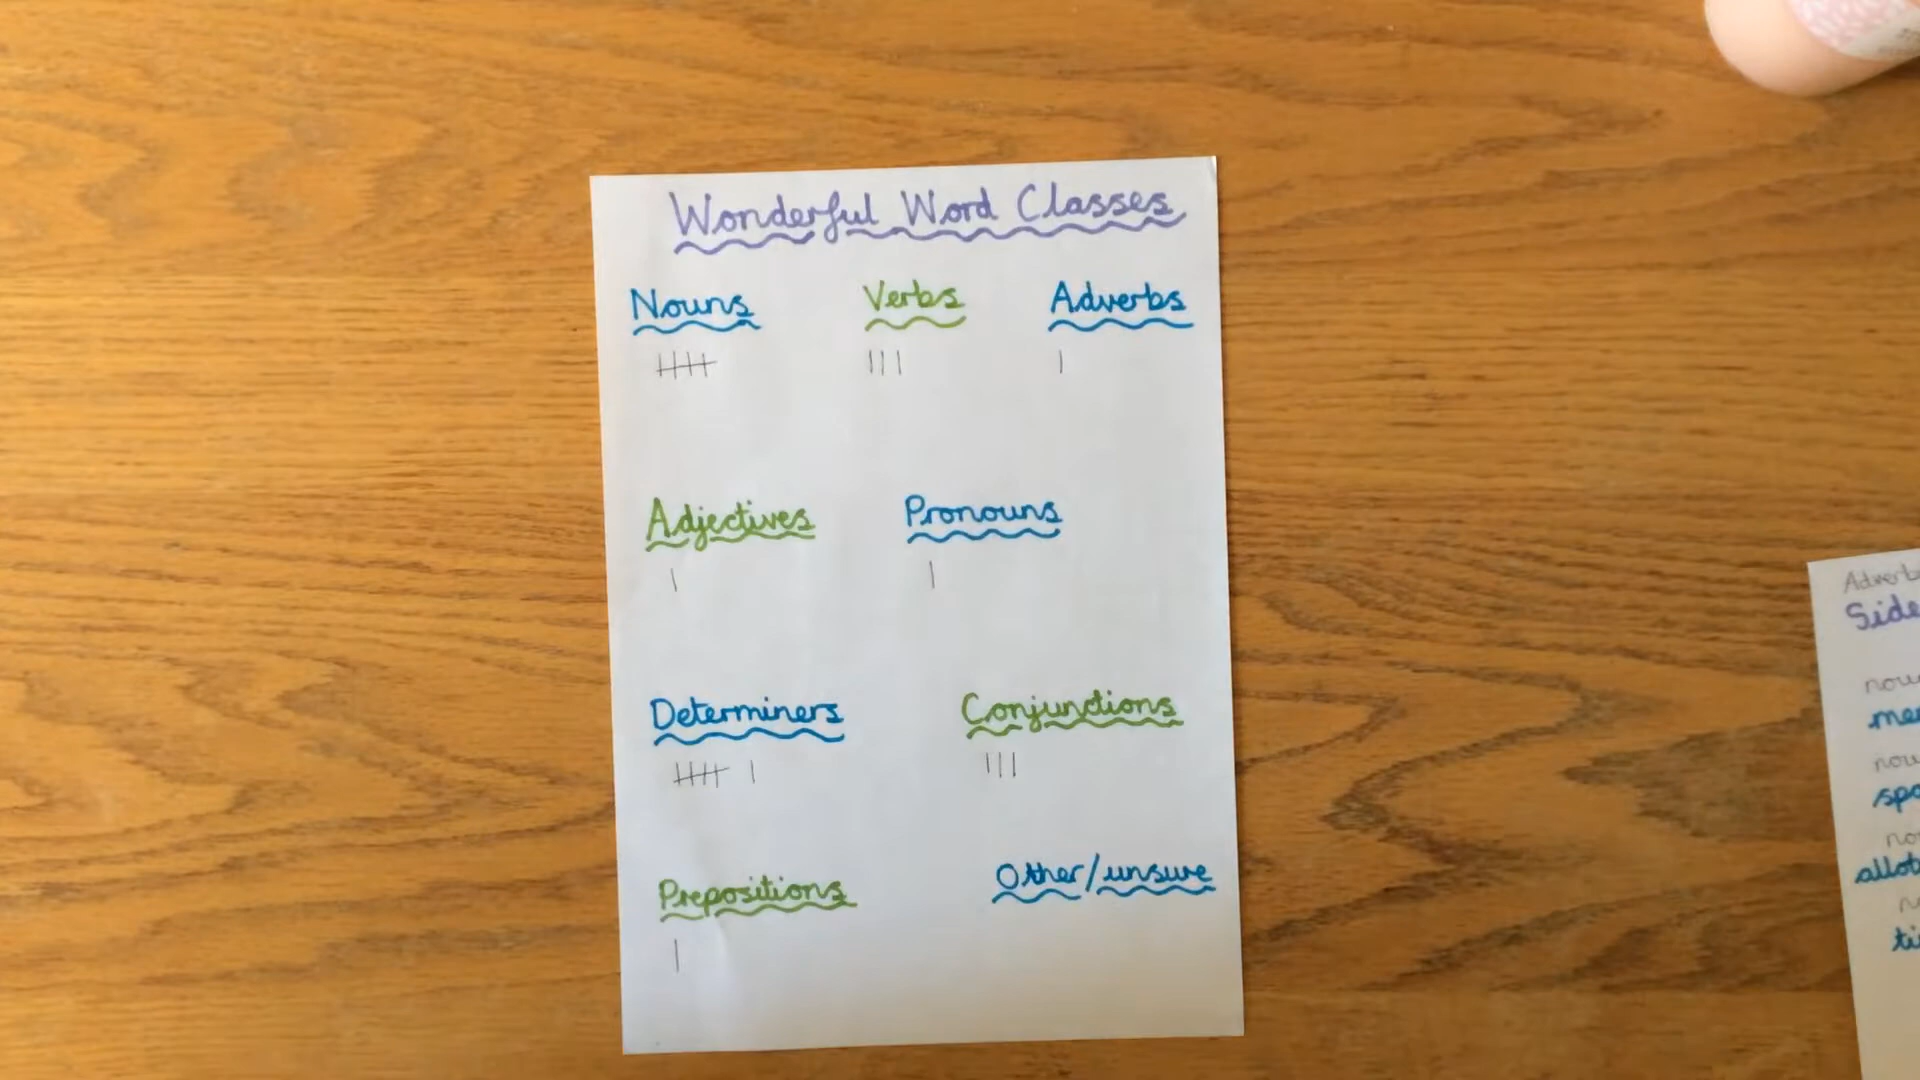 Wonderful Word Classes
Nouns Verbs Adverbs
Adjectives Pronouns
Determiners Conjunctions
Prepositions Other/unsure